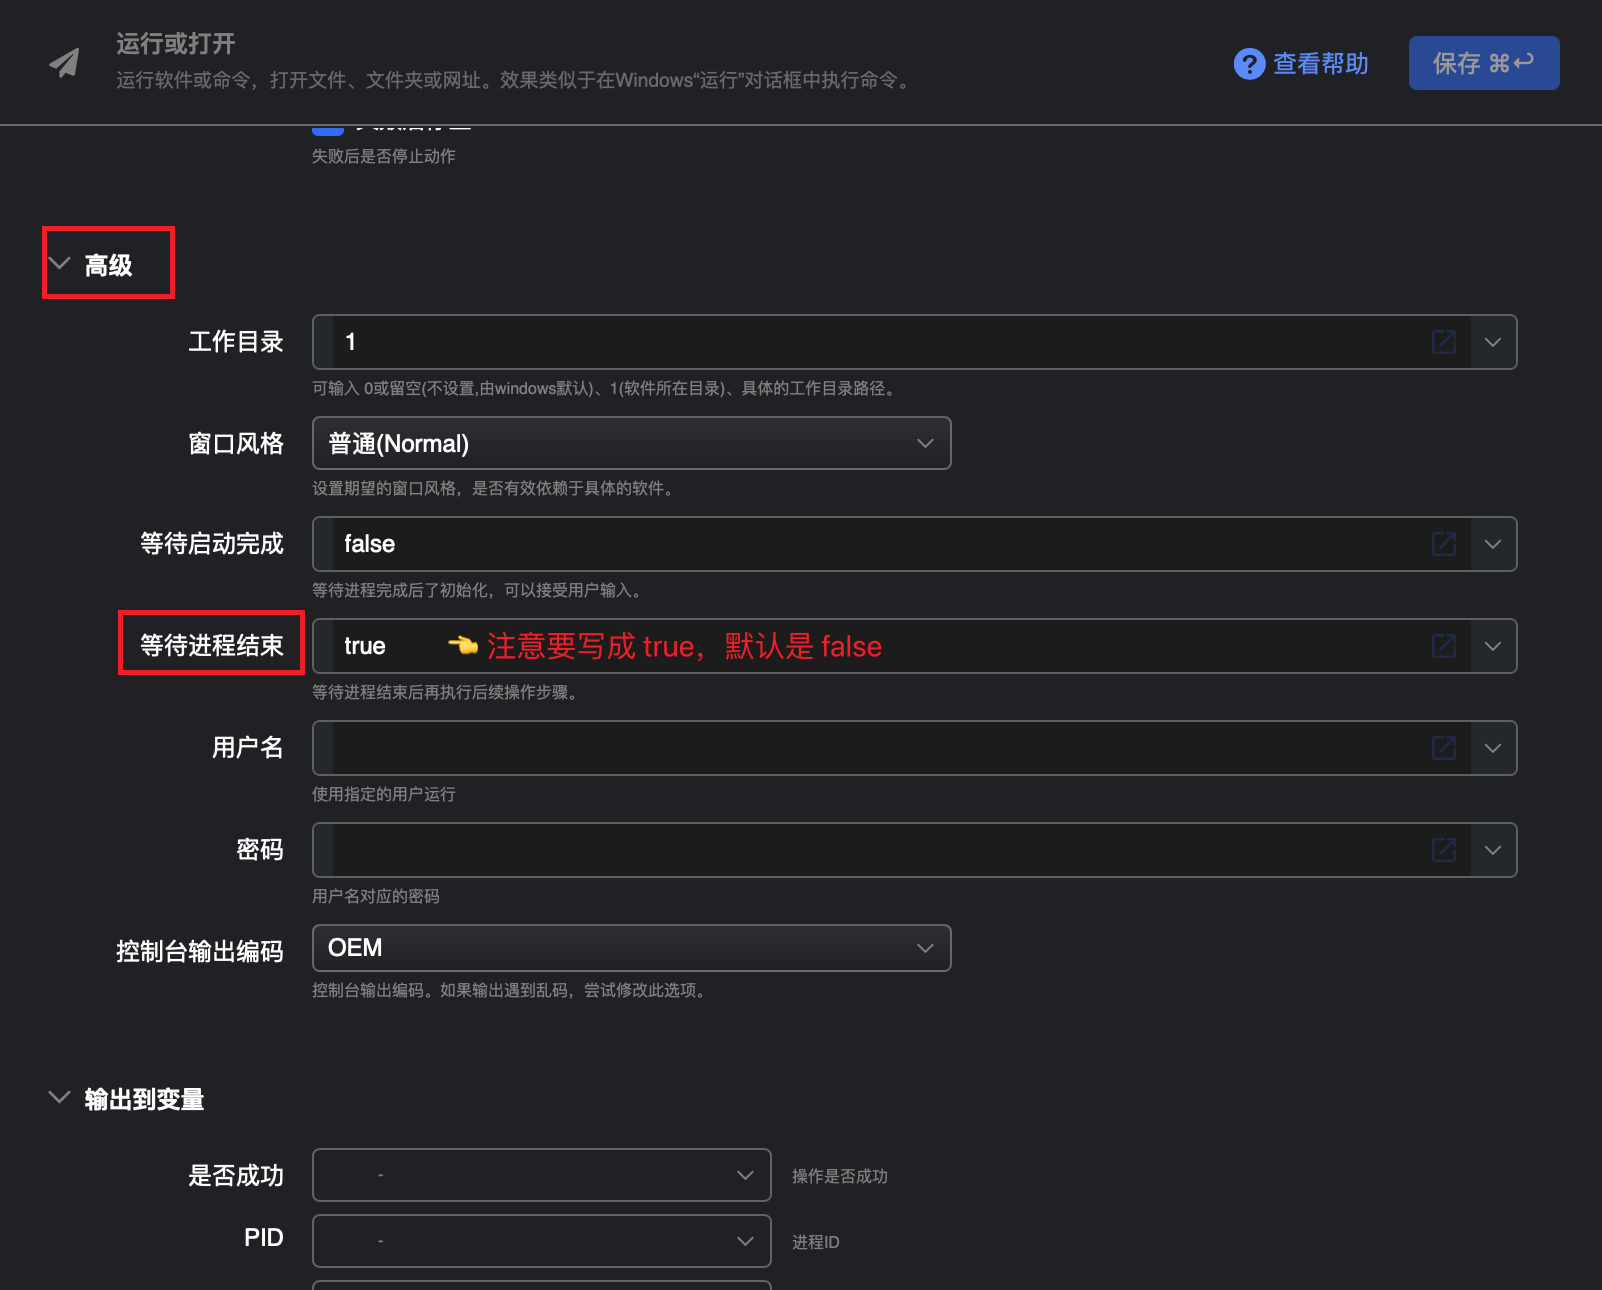 运行或打开
运行软件或命令，打开文件、文件夹或网址。效果类似于在Windows“运行”对话框中执行命令。
查看帮助
保存 ⌘↩
失败后是否停止动作
高级
工作目录
1
可输入 0或留空(不设置,由windows默认)、1(软件所在目录)、具体的工作目录路径。
窗口风格
普通(Normal)
设置期望的窗口风格，是否有效依赖于具体的软件。
等待启动完成
false
等待进程完成后了初始化，可以接受用户输入。
等待进程结束
true
👈 注意要写成 true，默认是 false
等待进程结束后再执行后续操作步骤。
用户名
使用指定的用户运行
密码
用户名对应的密码
控制台输出编码
OEM
控制台输出编码。如果输出遇到乱码，尝试修改此选项。
输出到变量
是否成功
-
操作是否成功
PID
-
进程ID